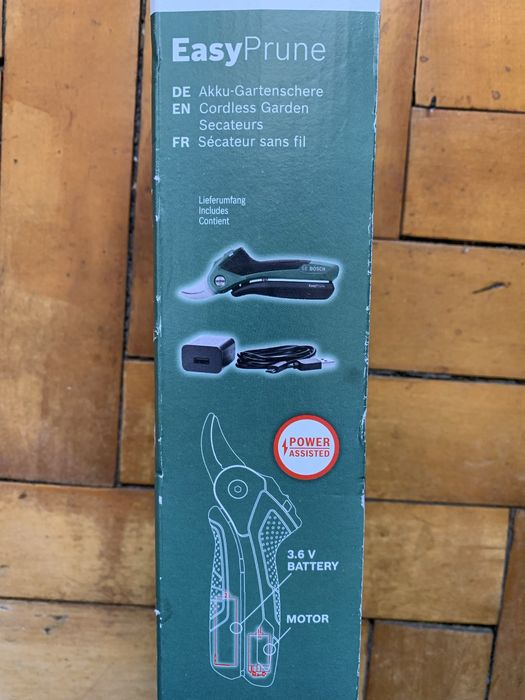 EasyPrune
DE Akku-Gartenschere
EN Cordless Garden
Secateurs
FR Sécateur sans fil
Lieferumfang
Includes
Contient
BOSCH
EasyPrune
POWER
ASSISTED
3.6 V
BATTERY
MOTOR